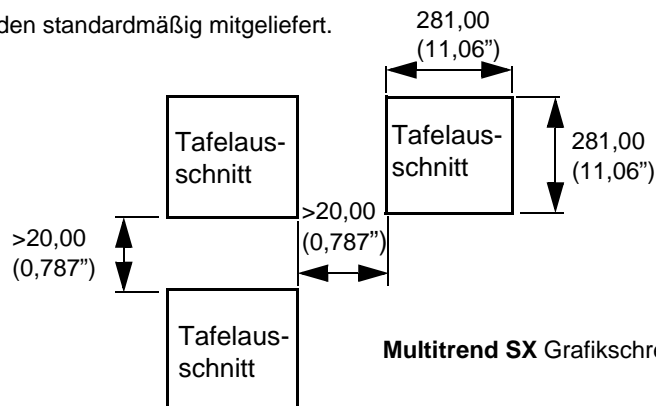 den standardmäßig mitgeliefert.
281,00
(11,06”)
Tafelaus-
schnitt
Tafelaus-
schnitt
281,00
(11,06”)
>20,00
(0,787”)
>20,00
(0,787”)
Tafelaus-
schnitt
Multitrend SX Grafikschre